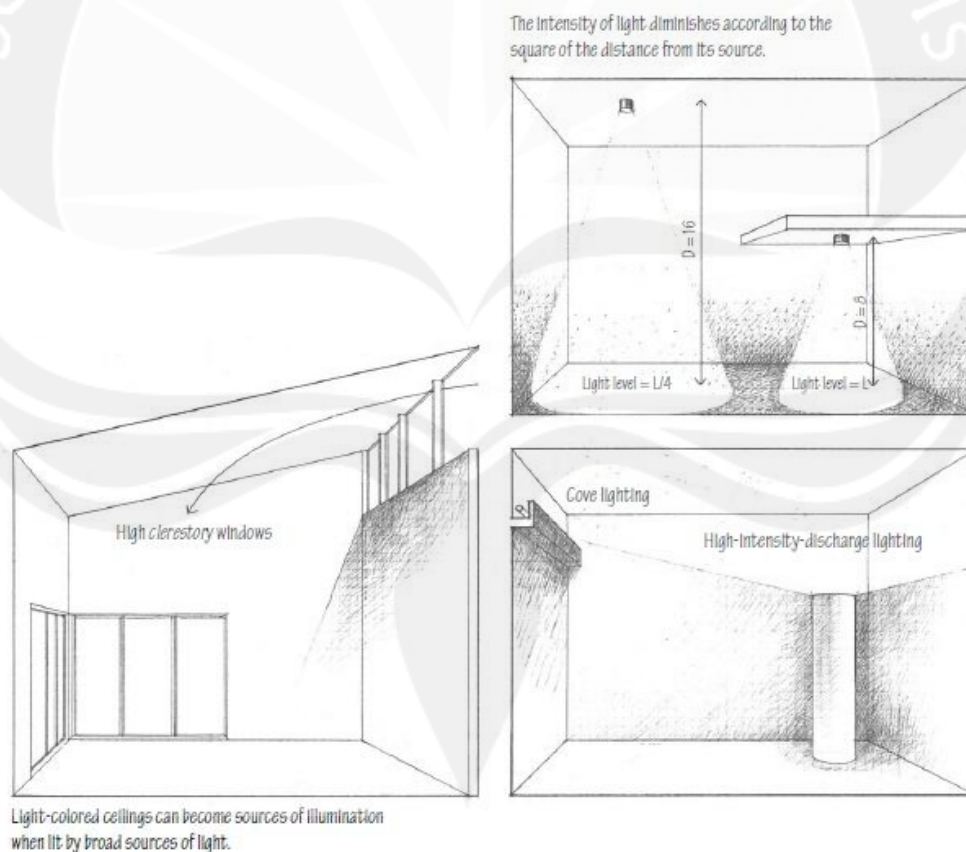 The intensity of light diminishes according to the
square of the distance from its source.
D = 16
D = 8
Light level = L/4
Light level = L
High clerestory windows
Cove lighting
High-intensity-discharge lighting
Light-colored ceilings can become sources of illumination
when lit by broad sources of light.